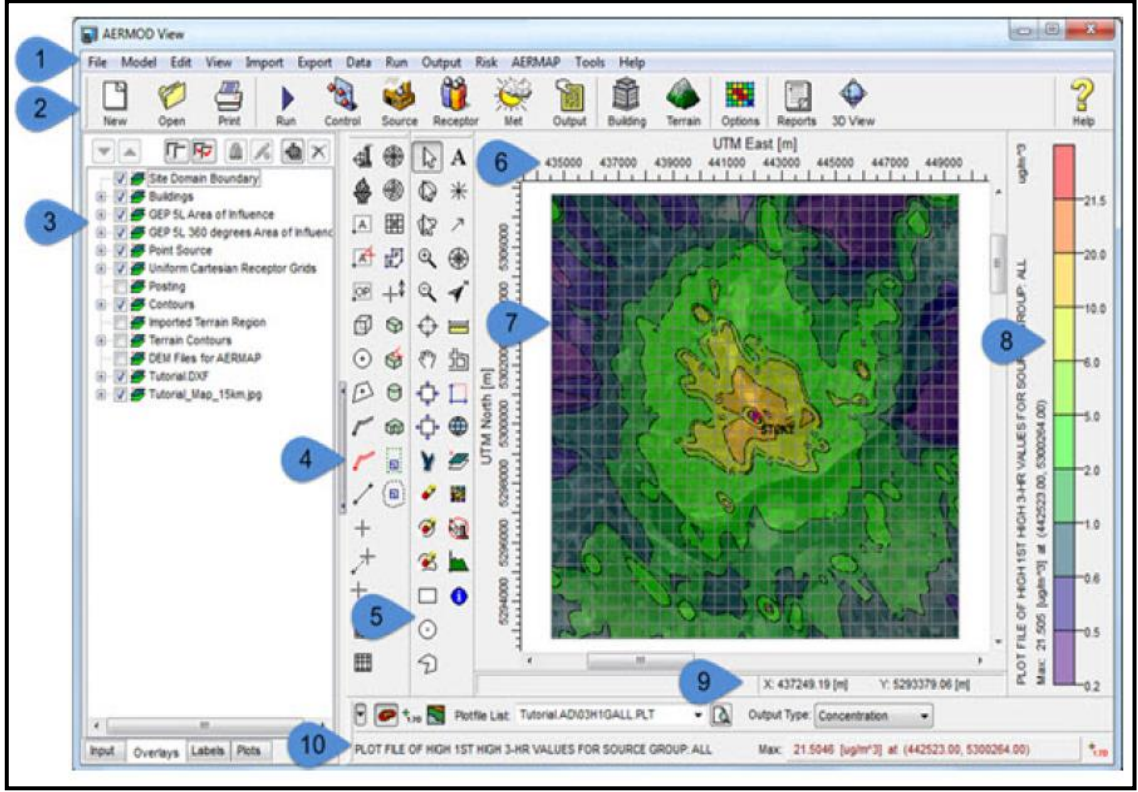 AERMOD View
1
File Model Edit View Import Export Data Run Output Risk AERMAP Tools Help
2
New Open Print Run Control Source Receptor Met Output Building Terrain Options Reports 3D View Help
3
Site Domain Boundary
Buildings
GEP 5L Area of Influence
GEP 5L 360 degrees Area of Influenc
Point Source
Uniform Cartesian Receptor Grids
Posting
Contours
Imported Terrain Region
Terrain Contours
DEM Files for AERMAP
Tutorial.DXF
Tutorial_Map_15km.jpg
4
5
A
A
A
OP
6
UTM East [m]
435000 437000 439000 441000 443000 445000 447000 449000
7
UTM North [m]
5306000
5302000
5300000
5298000
5296000
5294000
8
ug/m^3
21.5
20.0
10.0
6.0
5.0
2.0
1.0
0.6
0.5
0.2
PLOT FILE OF HIGH 1ST HIGH 3-HR VALUES FOR SOUR GROUP: ALL
Max: 21.505 [ug/m^3] at (442523.00, 5300264.00)
9
X: 437249.19 [m] Y: 5293379.06 [m]
Plotfile List: Tutorial.AD\03H1GALL.PLT Output Type: Concentration
10
PLOT FILE OF HIGH 1ST HIGH 3-HR VALUES FOR SOURCE GROUP: ALL Max: 21.5046 [ug/m^3] at (442523.00, 5300264.00)
Input Overlays Labels Plots